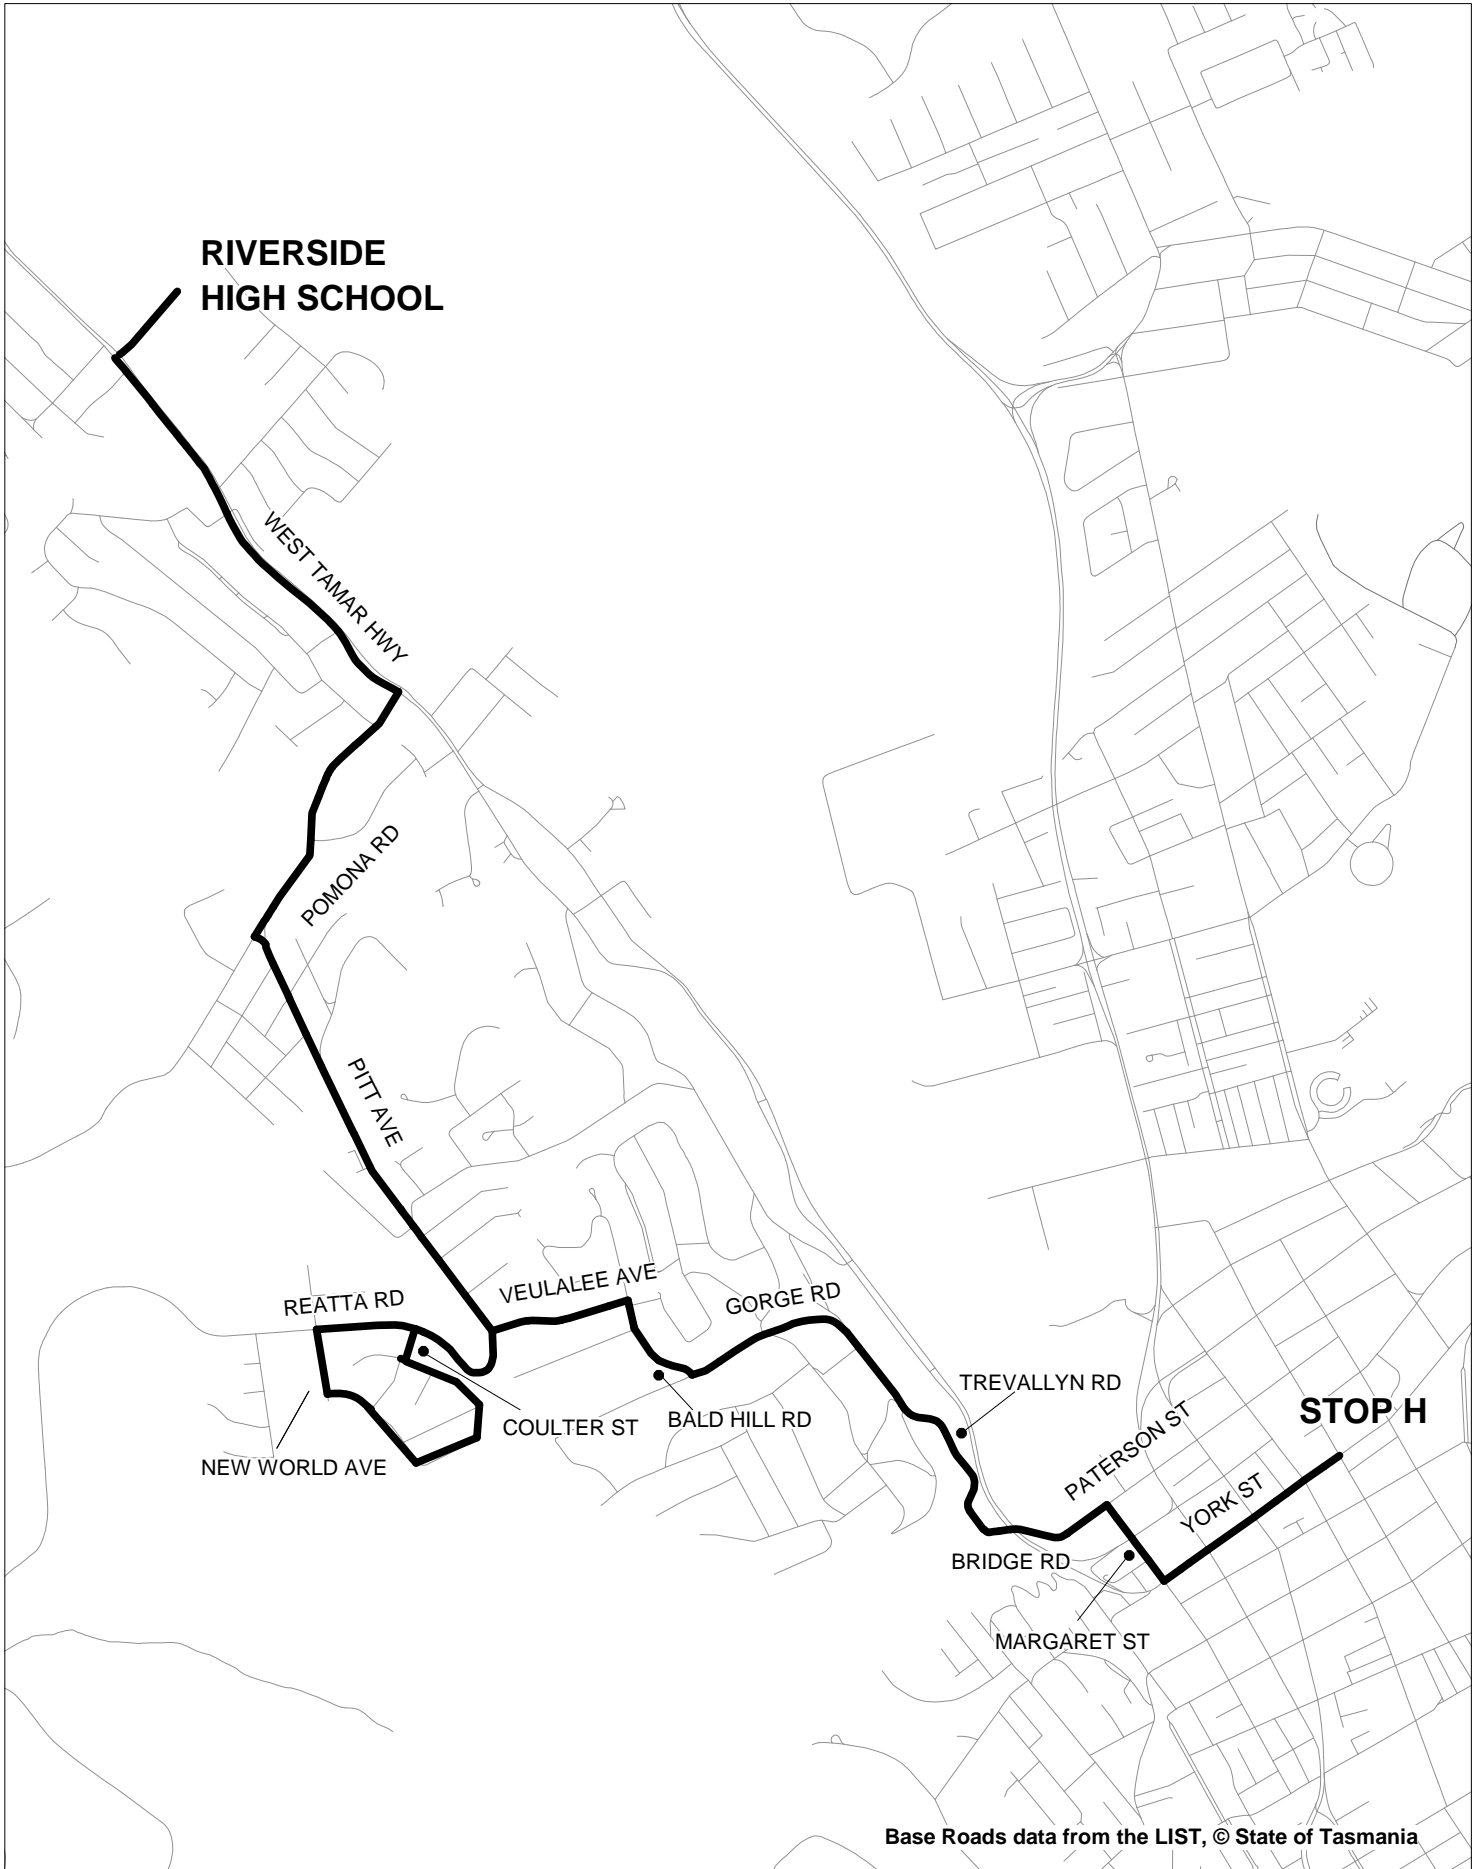 RIVERSIDE
HIGH SCHOOL
WEST TAMAR HWY
POMONA RD
PITT AVE
VEULALEE AVE
REATTA RD
GORGE RD
TREVALLYN RD
STOP H
COULTER ST
BALD HILL RD
PATERSON ST
NEW WORLD AVE
YORK ST
BRIDGE RD
MARGARET ST
Base Roads data from the LIST, © State of Tasmania